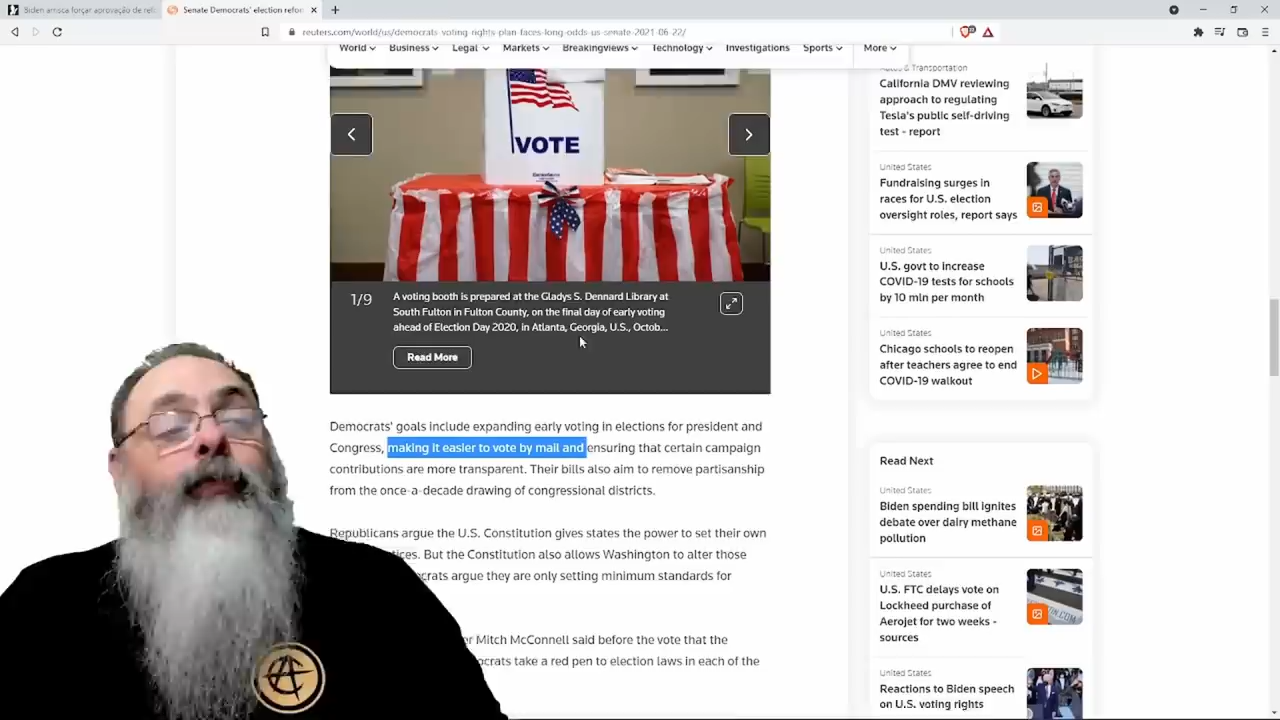 Biden arrisca forçar aprovação de refo
Senate Democrats' election refor
reuters.com/world/us/democrats-voting-rights-plan-faces-long-odds-us-senate-2021-06-22/
World Business Legal Markets Breakingviews Technology Investigations Sports More
VOTE
1/9
A voting booth is prepared at the Gladys S. Dennard Library at
South Fulton in Fulton County, on the final day of early voting
ahead of Election Day 2020, in Atlanta, Georgia, U.S., Octob...
Read More
Democrats' goals include expanding early voting in elections for president and
Congress, making it easier to vote by mail and ensuring that certain campaign
contributions are more transparent. Their bills also aim to remove partisanship
from the once-a-decade drawing of congressional districts.
Republicans argue the U.S. Constitution gives states the power to set their own
But the Constitution also allows Washington to alter those
argue they are only setting minimum standards for
Mitch McConnell said before the vote that the
take a red pen to election laws in each of the
Autos & Transportation
California DMV reviewing
approach to regulating
Tesla's public self-driving
test - report
United States
Fundraising surges in
races for U.S. election
oversight roles, report says
United States
U.S. govt to increase
COVID-19 tests for schools
by 10 mln per month
United States
Chicago schools to reopen
after teachers agree to end
COVID-19 walkout
Read Next
United States
Biden spending bill ignites
debate over dairy methane
pollution
United States
U.S. FTC delays vote on
Lockheed purchase of
Aerojet for two weeks -
sources
United States
Reactions to Biden speech
on U.S. voting rights